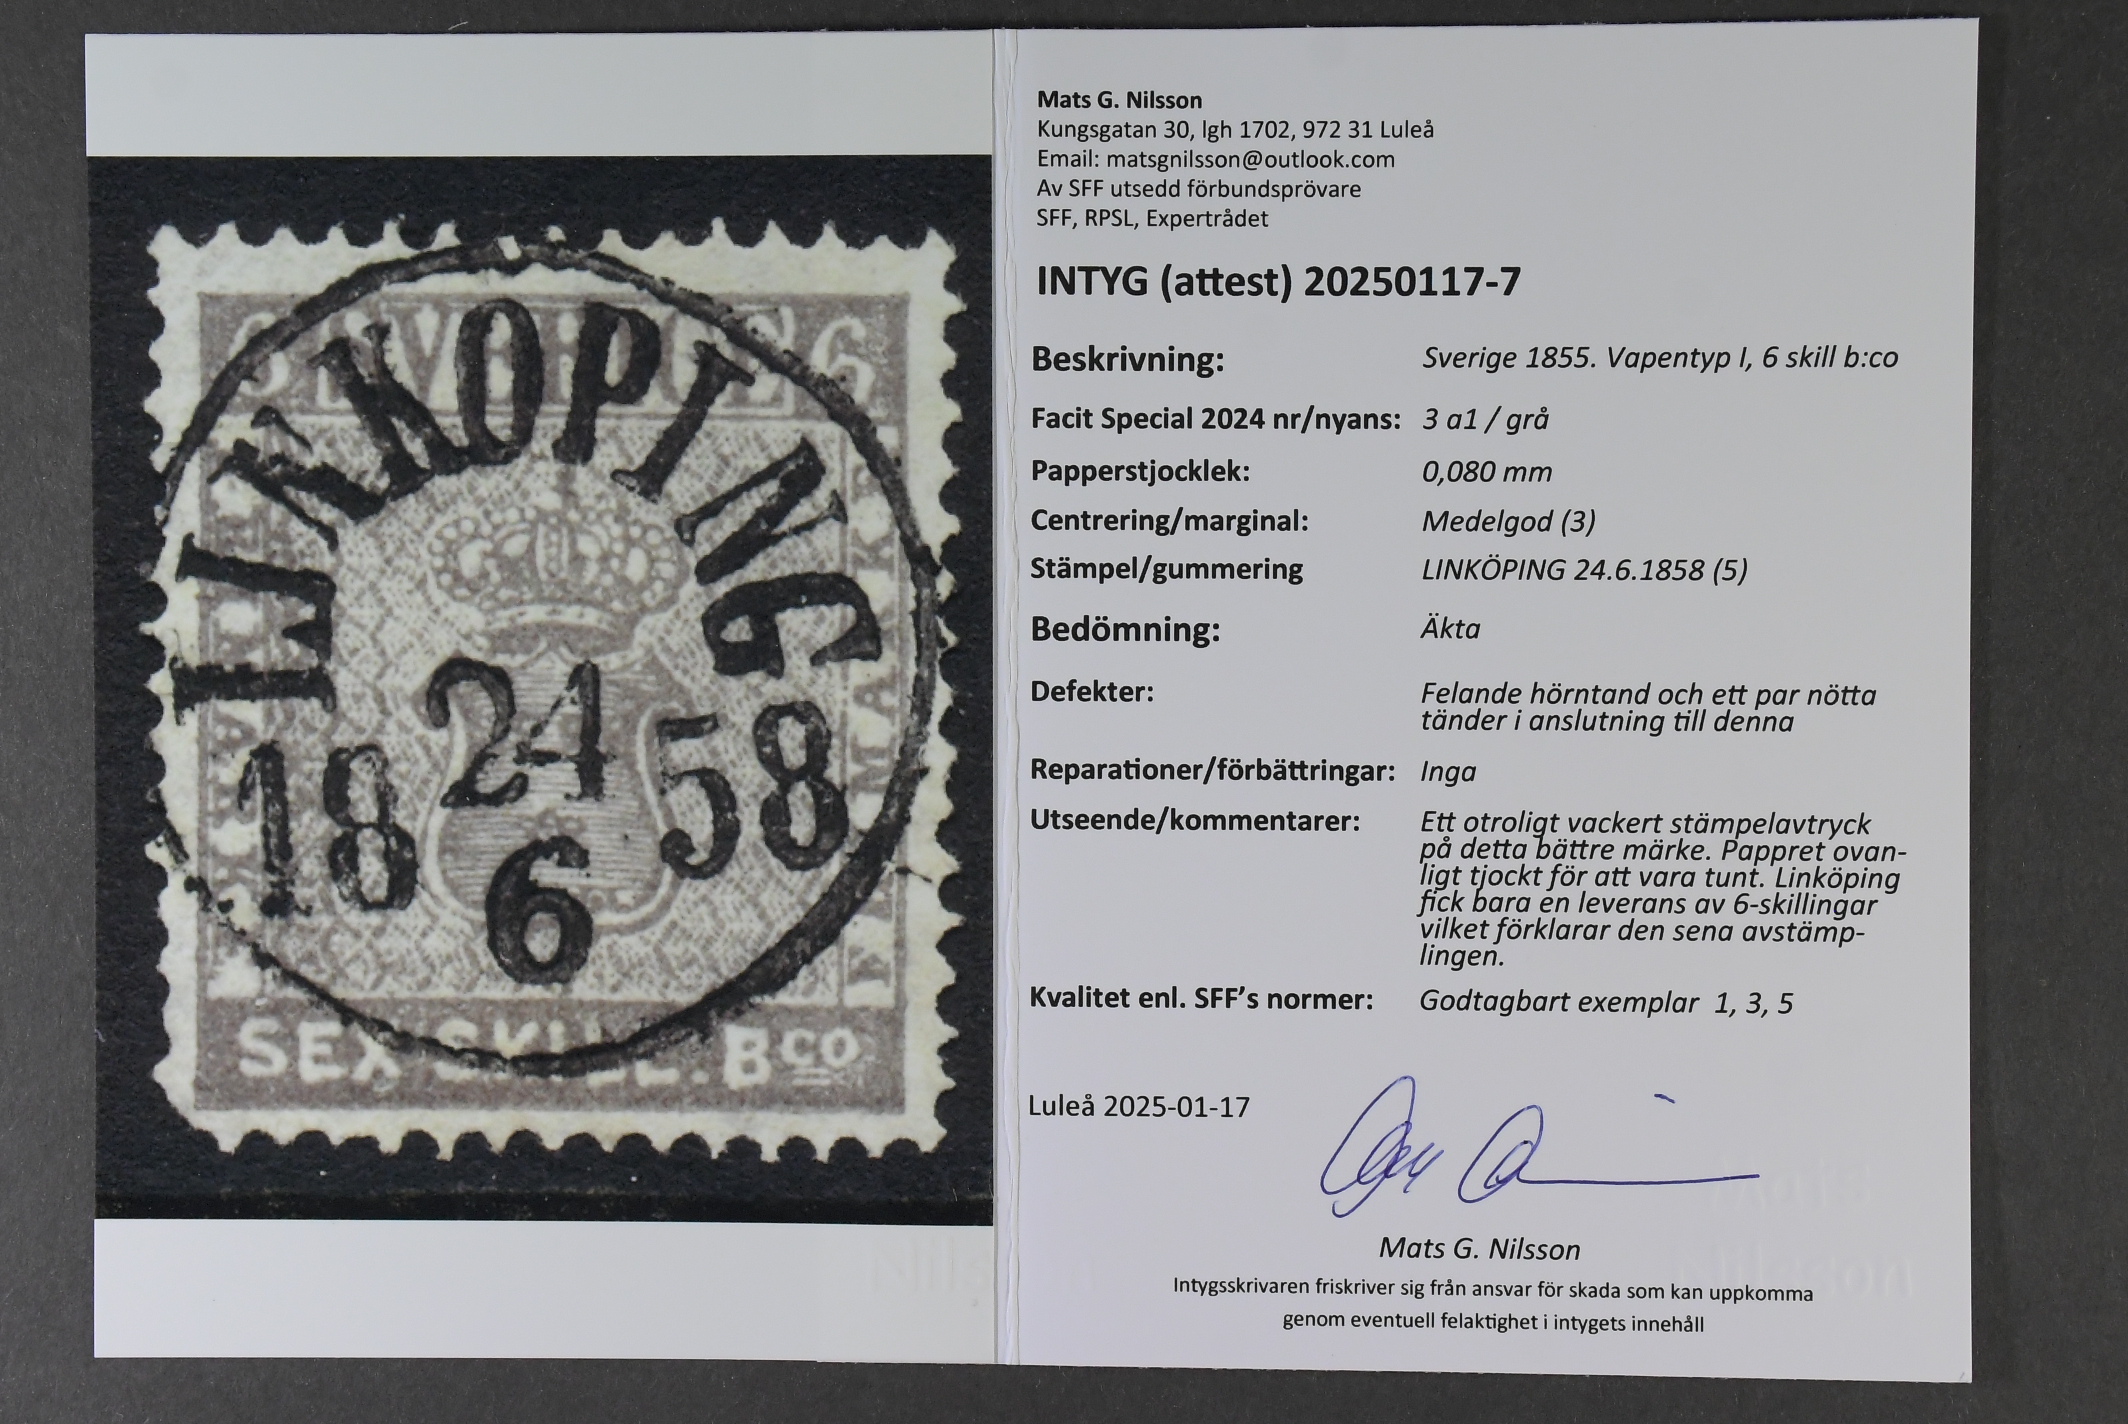 SVERIGE
6
LINKÖPING
24
18 58
6
SEX SKILL. Bco
Mats G. Nilsson
Kungsgatan 30, lgh 1702, 972 31 Luleå
Email: matsgnilsson@outlook.com
Av SFF utsedd förbundsprövare
SFF, RPSL, Expertrådet
INTYG (attest) 20250117-7
Beskrivning: Sverige 1855. Vapentyp I, 6 skill b:co
Facit Special 2024 nr/nyans: 3 a1 / grå
Papperstjocklek: 0,080 mm
Centrering/marginal: Medelgod (3)
Stämpel/gummering LINKÖPING 24.6.1858 (5)
Bedömning: Äkta
Defekter: Felande hörntand och ett par nötta
tänder i anslutning till denna
Reparationer/förbättringar: Inga
Utseende/kommentarer: Ett otroligt vackert stämpelavtryck
på detta bättre märke. Pappret ovan-
ligt tjockt för att vara tunt. Linköping
fick bara en leverans av 6-skillingar
vilket förklarar den sena avstämp-
lingen.
Kvalitet enl. SFF's normer: Godtagbart exemplar 1, 3, 5
Luleå 2025-01-17
Mats G. Nilsson
Intygsskrivaren friskriver sig från ansvar för skada som kan uppkomma
genom eventuell felaktighet i intygets innehåll